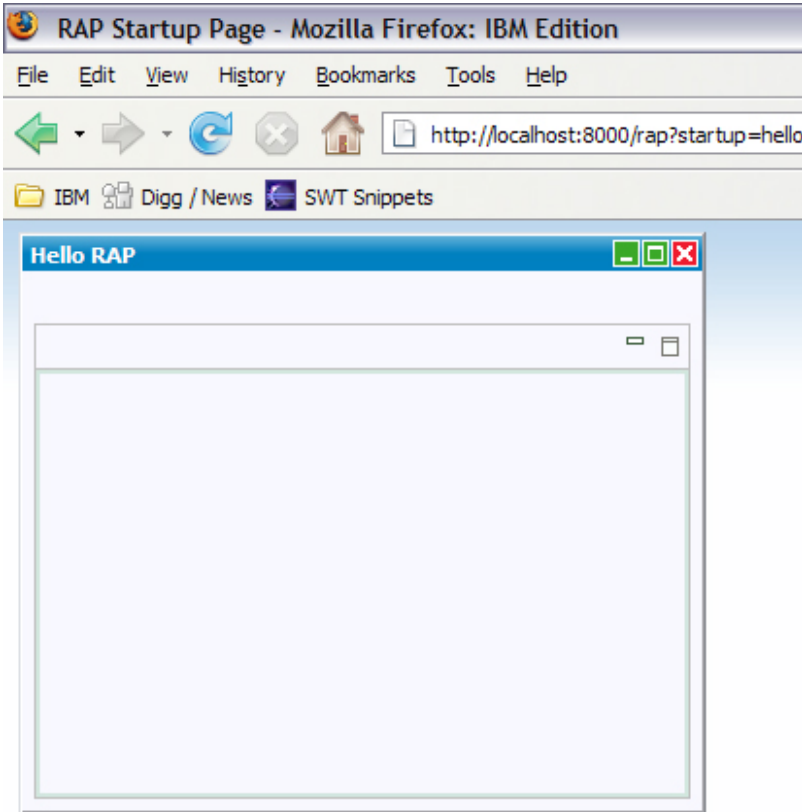 RAP Startup Page - Mozilla Firefox: IBM Edition
File Edit View History Bookmarks Tools Help
http://localhost:8000/rap?startup=hello
IBM Digg / News SWT Snippets
Hello RAP